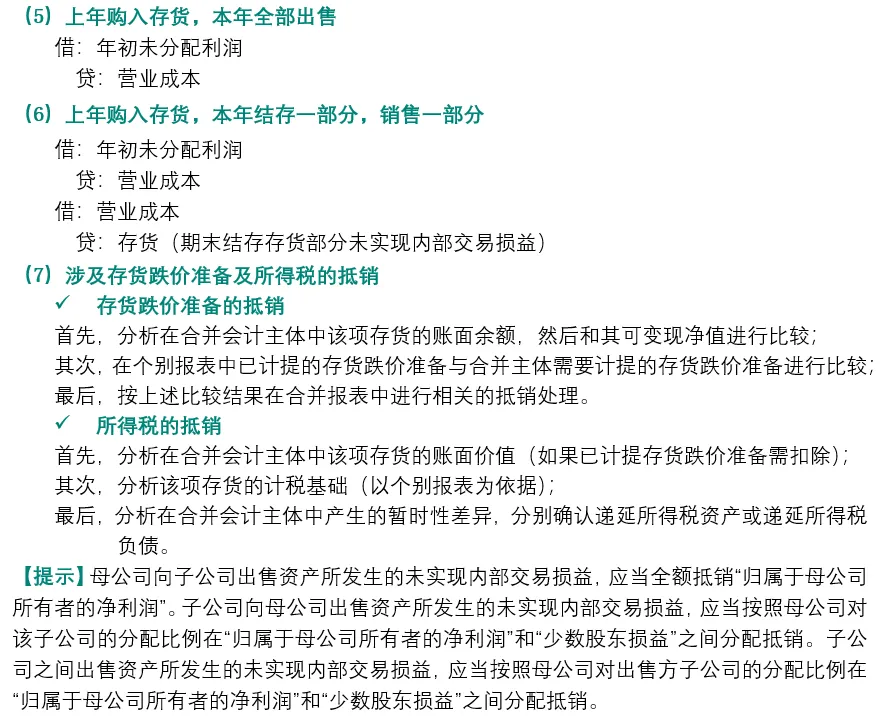 （5）上年购入存货，本年全部出售
借：年初未分配利润
贷：营业成本
（6）上年购入存货，本年结存一部分，销售一部分
借：年初未分配利润
贷：营业成本
借：营业成本
贷：存货（期末结存存货部分未实现内部交易损益）
（7）涉及存货跌价准备及所得税的抵销
✓ 存货跌价准备的抵销
首先，分析在合并会计主体中该项存货的账面余额，然后和其可变现净值进行比较；
其次，在个别报表中已计提的存货跌价准备与合并主体需要计提的存货跌价准备进行比较；
最后，按上述比较结果在合并报表中进行相关的抵销处理。
✓ 所得税的抵销
首先，分析在合并会计主体中该项存货的账面价值（如果已计提存货跌价准备需扣除）；
其次，分析该项存货的计税基础（以个别报表为依据）；
最后，分析在合并会计主体中产生的暂时性差异，分别确认递延所得税资产或递延所得税
负债。
【提示】母公司向子公司出售资产所发生的未实现内部交易损益，应当全额抵销“归属于母公司
所有者的净利润”。子公司向母公司出售资产所发生的未实现内部交易损益，应当按照母公司对
该子公司的分配比例在“归属于母公司所有者的净利润”和“少数股东损益”之间分配抵销。子公
司之间出售资产所发生的未实现内部交易损益，应当按照母公司对出售方子公司的分配比例在
“归属于母公司所有者的净利润”和“少数股东损益”之间分配抵销。